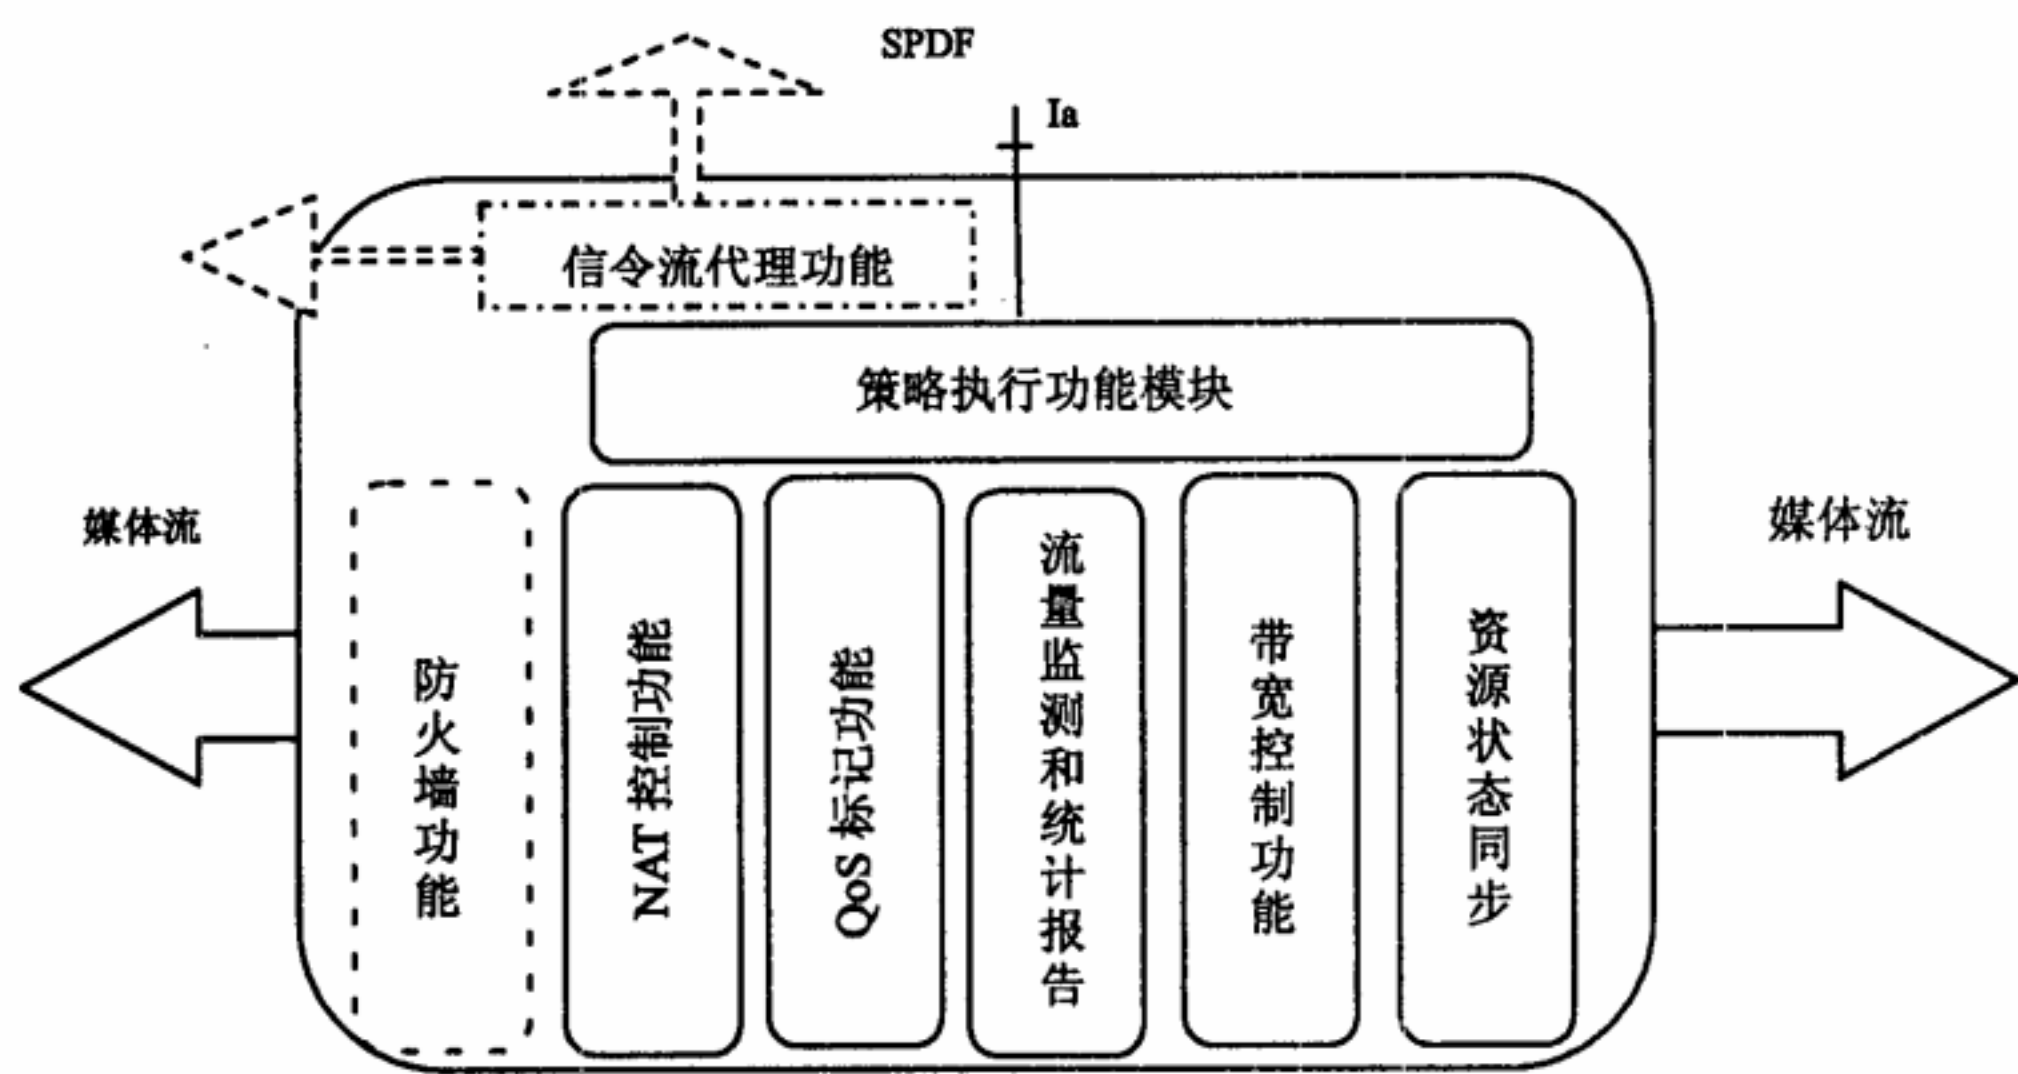 SPDF
Ia
信令流代理功能
策略执行功能模块
媒体流
媒体流
防火墙功能
NAT 控制功能
QoS 标记功能
流量监测和统计报告
带宽控制功能
资源状态同步